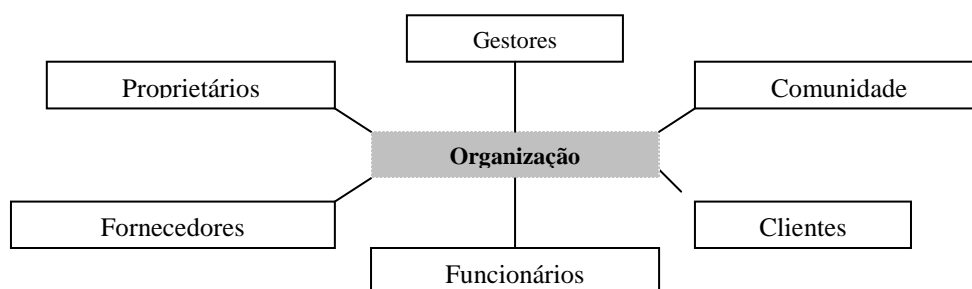 Gestores
Proprietários
Comunidade
Organização
Fornecedores
Clientes
Funcionários